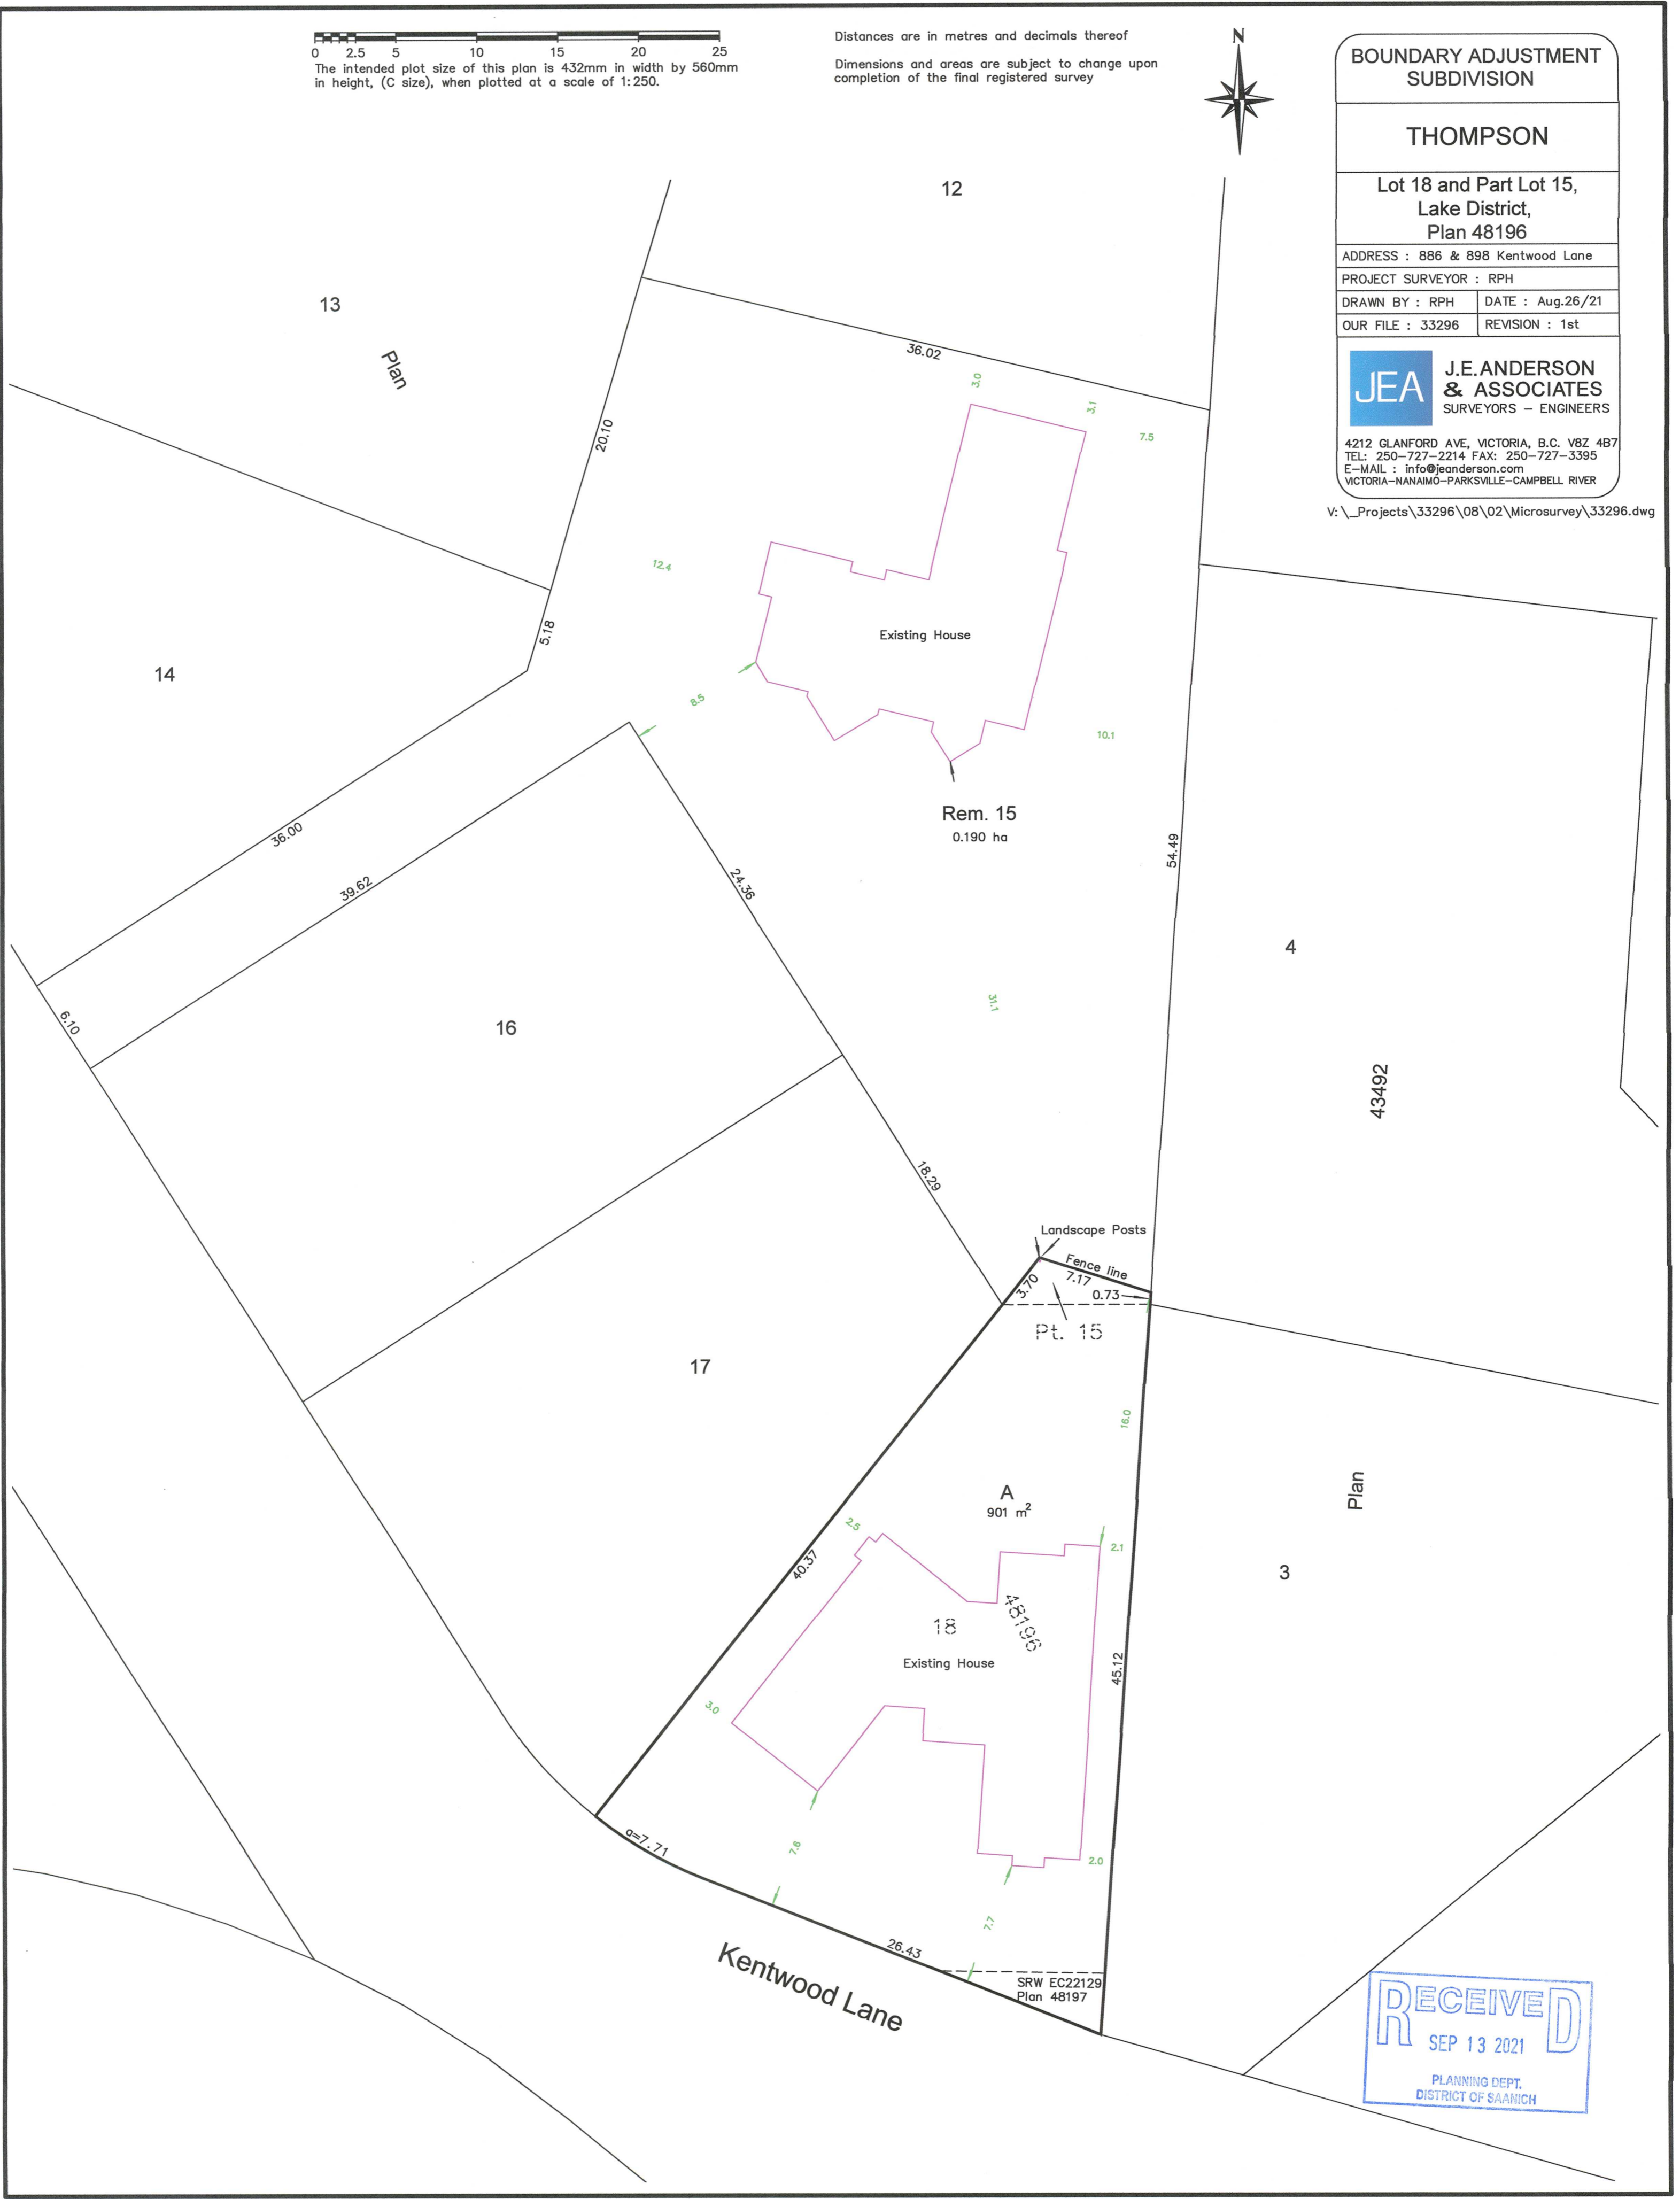 0 2.5 5 10 15 20 25
The intended plot size of this plan is 432mm in width by 560mm
in height, (C size), when plotted at a scale of 1:250.
Distances are in metres and decimals thereof
Dimensions and areas are subject to change upon
completion of the final registered survey
N
BOUNDARY ADJUSTMENT
SUBDIVISION
THOMPSON
Lot 18 and Part Lot 15,
Lake District,
Plan 48196
ADDRESS : 886 & 898 Kentwood Lane
PROJECT SURVEYOR : RPH
DRAWN BY : RPH
DATE : Aug.26/21
OUR FILE : 33296
REVISION : 1st
JEA
J.E.ANDERSON
& ASSOCIATES
SURVEYORS – ENGINEERS
4212 GLANFORD AVE, VICTORIA, B.C. V8Z 4B7
TEL: 250-727-2214 FAX: 250-727-3395
E-MAIL : info@jeanderson.com
VICTORIA-NANAIMO-PARKSVILLE-CAMPBELL RIVER
V:\_Projects\33296\08\02\Microsurvey\33296.dwg
12
13
Plan
36.02
3.0
3.1
7.5
20.10
12.4
5.18
Existing House
14
8.5
10.1
Rem. 15
0.190 ha
36.00
39.62
24.36
54.49
4
31.1
6.10
16
43492
18.29
Landscape Posts
Fence line
7.17
3.70
0.73
Pt. 15
17
16.0
A
901 m2
Plan
2.5
2.1
40.37
3
48196
18
Existing House
45.12
3.0
a=7.71
7.6
2.0
7.7
26.43
Kentwood Lane
SRW EC22129
Plan 48197
RECEIVED
SEP 13 2021
PLANNING DEPT.
DISTRICT OF SAANICH